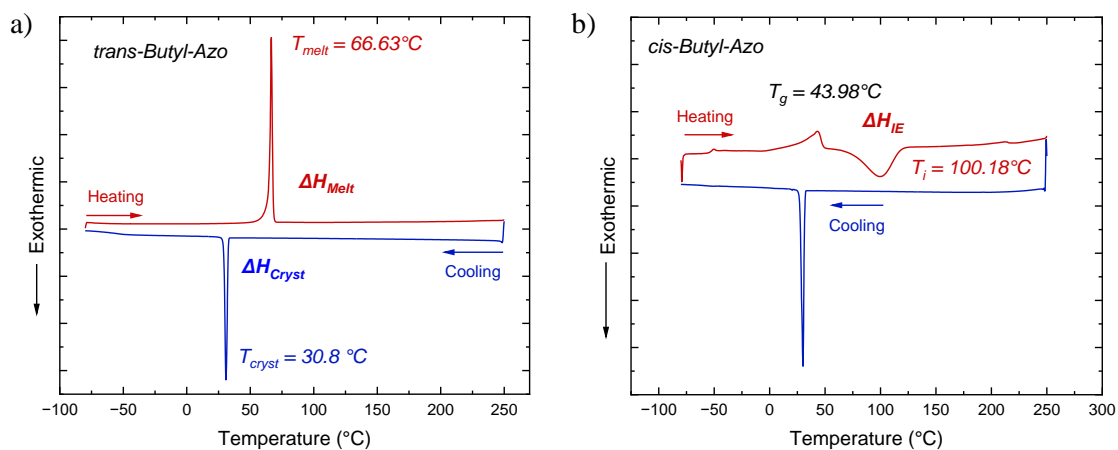 a)
trans-Butyl-Azo
T_melt = 66.63°C
Heating
ΔH_Melt
ΔH_Cryst
Cooling
T_cryst = 30.8 °C
Exothermic
−100 −50 0 50 100 150 200 250
Temperature (°C)
b)
cis-Butyl-Azo
T_g = 43.98°C
Heating
ΔH_IE
T_i = 100.18°C
Cooling
Exothermic
−100 −50 0 50 100 150 200 250 300
Temperature (°C)